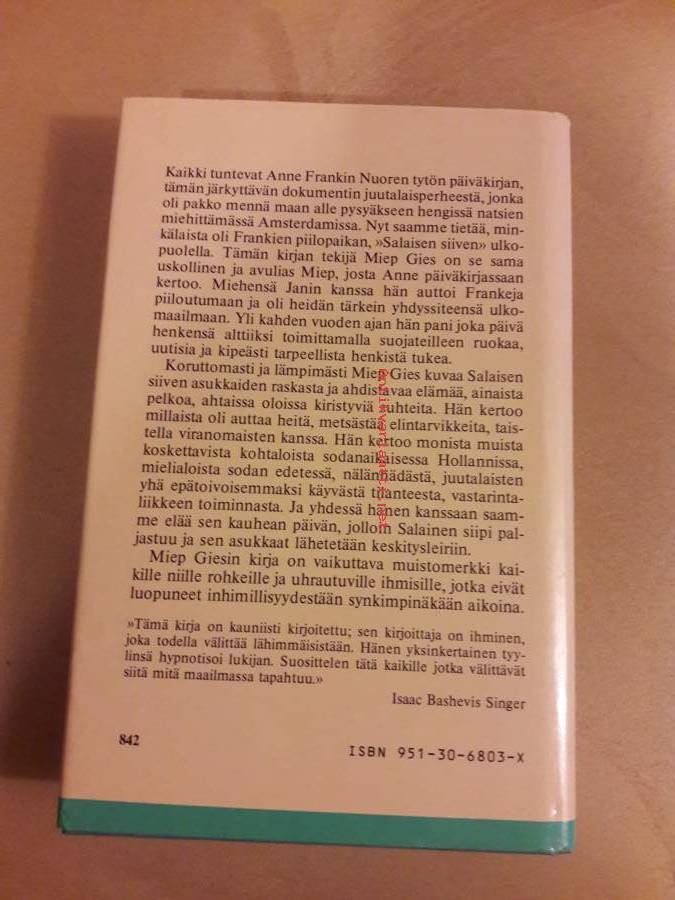 Kaikki tuntevat Anne Frankin Nuoren tytön päiväkirjan,
tämän järkyttävän dokumentin juutalaisperheestä, jonka
oli pakko mennä maan alle pysyäkseen hengissä natsien
miehittämässä Amsterdamissa. Nyt saamme tietää, min-
kälaista oli Frankien piilopaikan, »Salaisen siiven» ulko-
puolella. Tämän kirjan tekijä Miep Gies on se sama
uskollinen ja avulias Miep, josta Anne päiväkirjassaan
kertoo. Miehensä Janin kanssa hän auttoi Frankeja
piiloutumaan ja oli heidän tärkein yhdyssiteensä ulko-
maailmaan. Yli kahden vuoden ajan hän pani joka päivä
henkensä alttiiksi toimittamalla suojateilleen ruokaa,
uutisia ja kipeästi tarpeellista henkistä tukea.
Koruttomasti ja lämpimästi Miep Gies kuvaa Salaisen
siiven asukkaiden raskasta ja ahdistavaa elämää, ainaista
pelkoa, ahtaissa oloissa kiristyviä suhteita. Hän kertoo
millaista oli auttaa heitä, metsästää elintarvikkeita, tais-
tella viranomaisten kanssa. Hän kertoo monista muista
koskettavista kohtaloista sodanaikaisessa Hollannissa,
mielialoista sodan edetessä, nälänhädästä, juutalaisten
yhä epätoivoisemmaksi käyvästä tilanteesta, vastarinta-
liikkeen toiminnasta. Ja yhdessä hänen kanssaan saam-
me elää sen kauhean päivän, jolloin Salainen siipi pal-
jastuu ja sen asukkaat lähetetään keskitysleiriin.
Miep Giesin kirja on vaikuttava muistomerkki kai-
kille niille rohkeille ja uhrautuville ihmisille, jotka eivät
luopuneet inhimillisyydestään synkimpinäkään aikoina.
»Tämä kirja on kauniisti kirjoitettu; sen kirjoittaja on ihminen,
joka todella välittää lähimmäisistään. Hänen yksinkertainen tyy-
linsä hypnotisoi lukijan. Suosittelen tätä kaikille jotka välittävät
siitä mitä maailmassa tapahtuu.»
Isaac Bashevis Singer
842
ISBN 951-30-6803-X